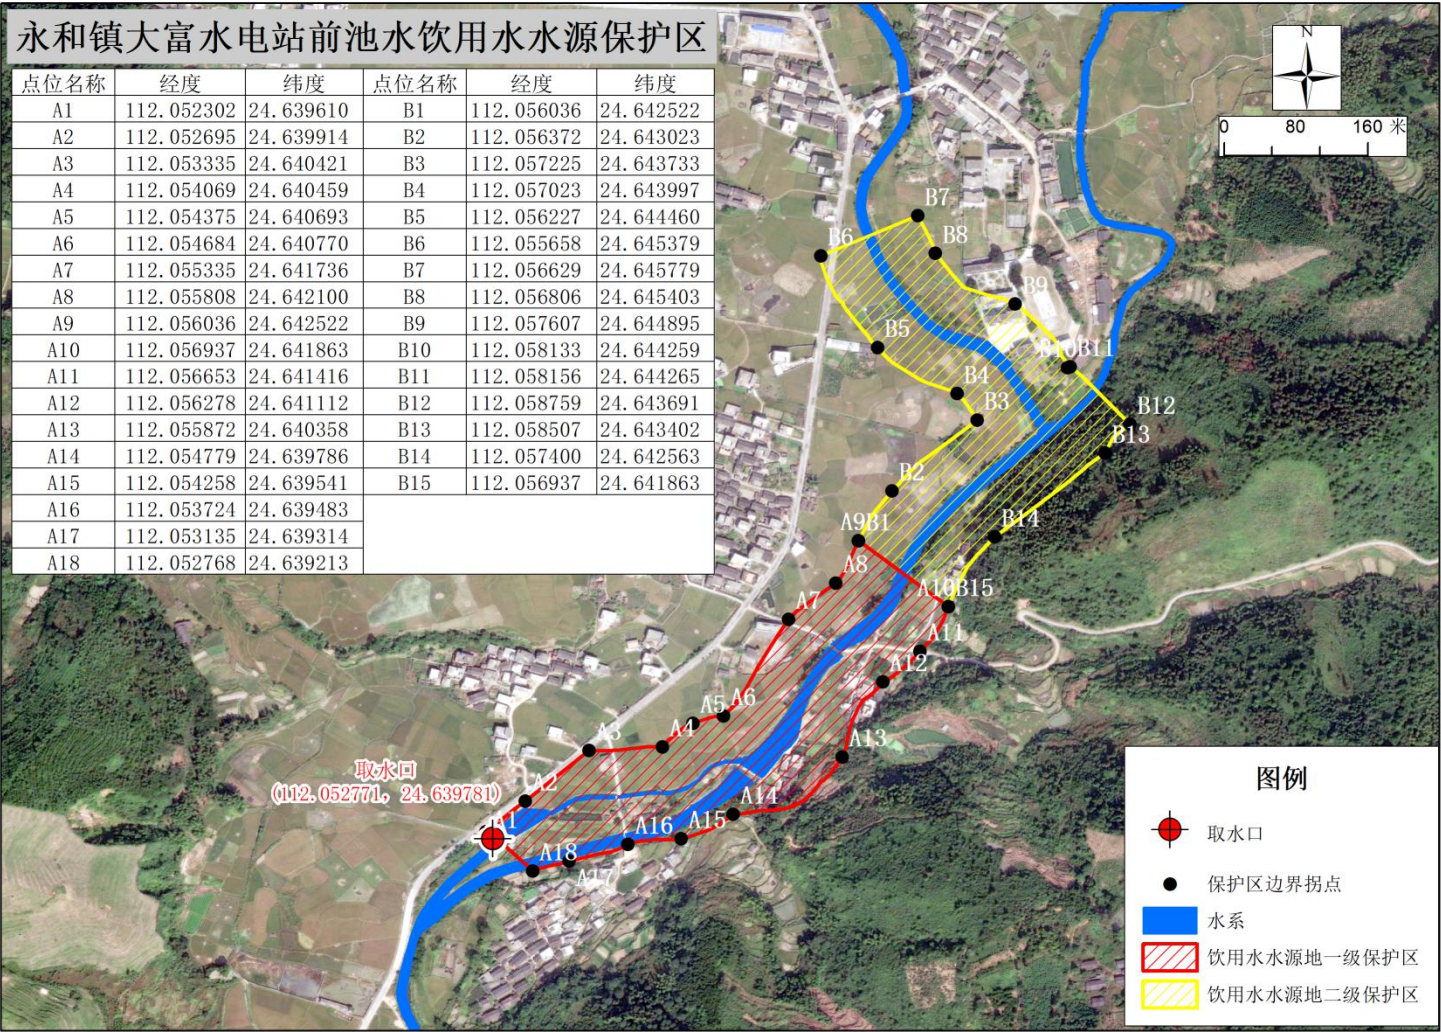 永和镇大富水电站前池水饮用水水源保护区
点位名称 经度 纬度 点位名称 经度 纬度
A1 112.052302 24.639610 B1 112.056036 24.642522
A2 112.052695 24.639914 B2 112.056372 24.643023
A3 112.053335 24.640421 B3 112.057225 24.643733
A4 112.054069 24.640459 B4 112.057023 24.643997
A5 112.054375 24.640693 B5 112.056227 24.644460
A6 112.054684 24.640770 B6 112.055658 24.645379
A7 112.055335 24.641736 B7 112.056629 24.645779
A8 112.055808 24.642100 B8 112.056806 24.645403
A9 112.056036 24.642522 B9 112.057607 24.644895
A10 112.056937 24.641863 B10 112.058133 24.644259
A11 112.056653 24.641416 B11 112.058156 24.644265
A12 112.056278 24.641112 B12 112.058759 24.643691
A13 112.055872 24.640358 B13 112.058507 24.643402
A14 112.054779 24.639786 B14 112.057400 24.642563
A15 112.054258 24.639541 B15 112.056937 24.641863
A16 112.053724 24.639483
A17 112.053135 24.639314
A18 112.052768 24.639213
N
0 80 160 米
B7
B6
B8
B9
B5
B10B11
B4
B3
B12
B13
B2
A9B1
B14
A8
A10B15
A7
A11
A12
A6
A5
A4
A3
A13
取水口
(112.052771, 24.639781)
A2
A1
A14
A15
A16
A18
A17
图例
取水口
保护区边界拐点
水系
饮用水水源地一级保护区
饮用水水源地二级保护区